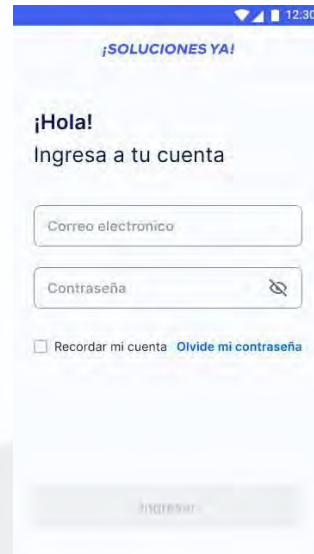 12:30
¡SOLUCIONES YA!
¡Hola!
Ingresa a tu cuenta
Correo electronico
Contraseña
Recordar mi cuenta Olvide mi contraseña
Ingresar